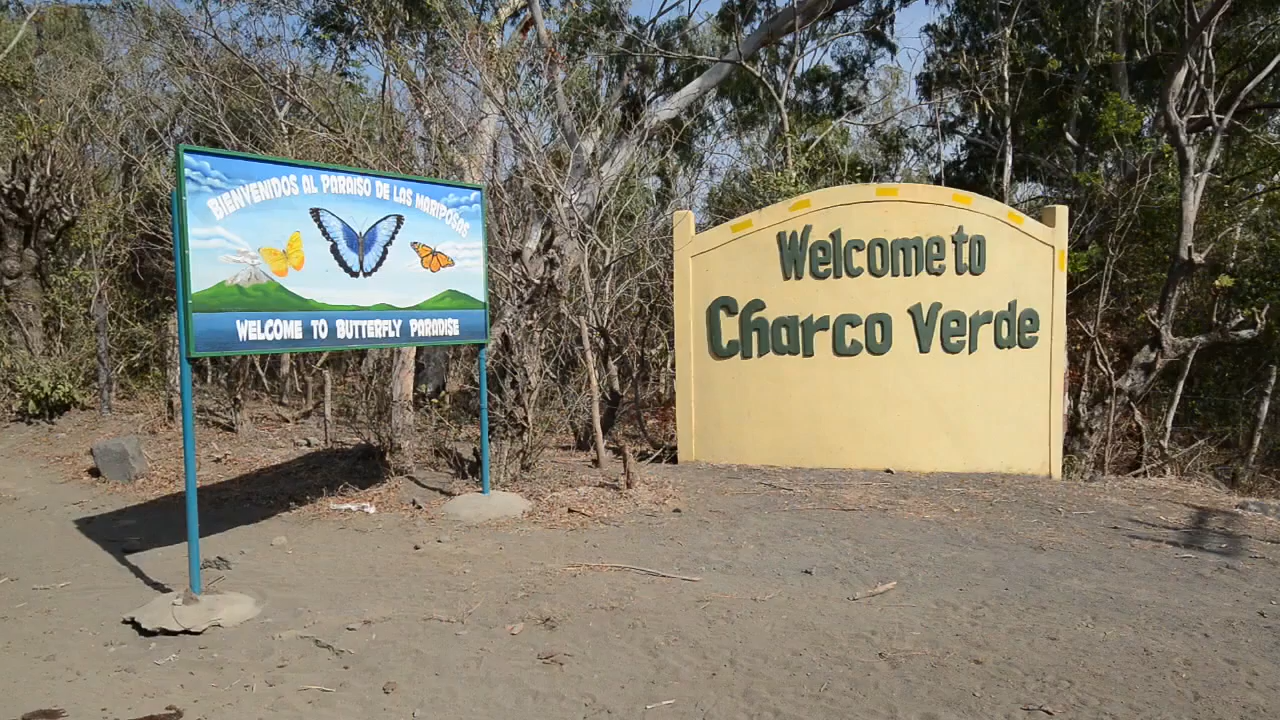 BIENVENIDOS AL PARAISO DE LAS MARIPOSAS
WELCOME TO BUTTERFLY PARADISE
Welcome to
Charco Verde